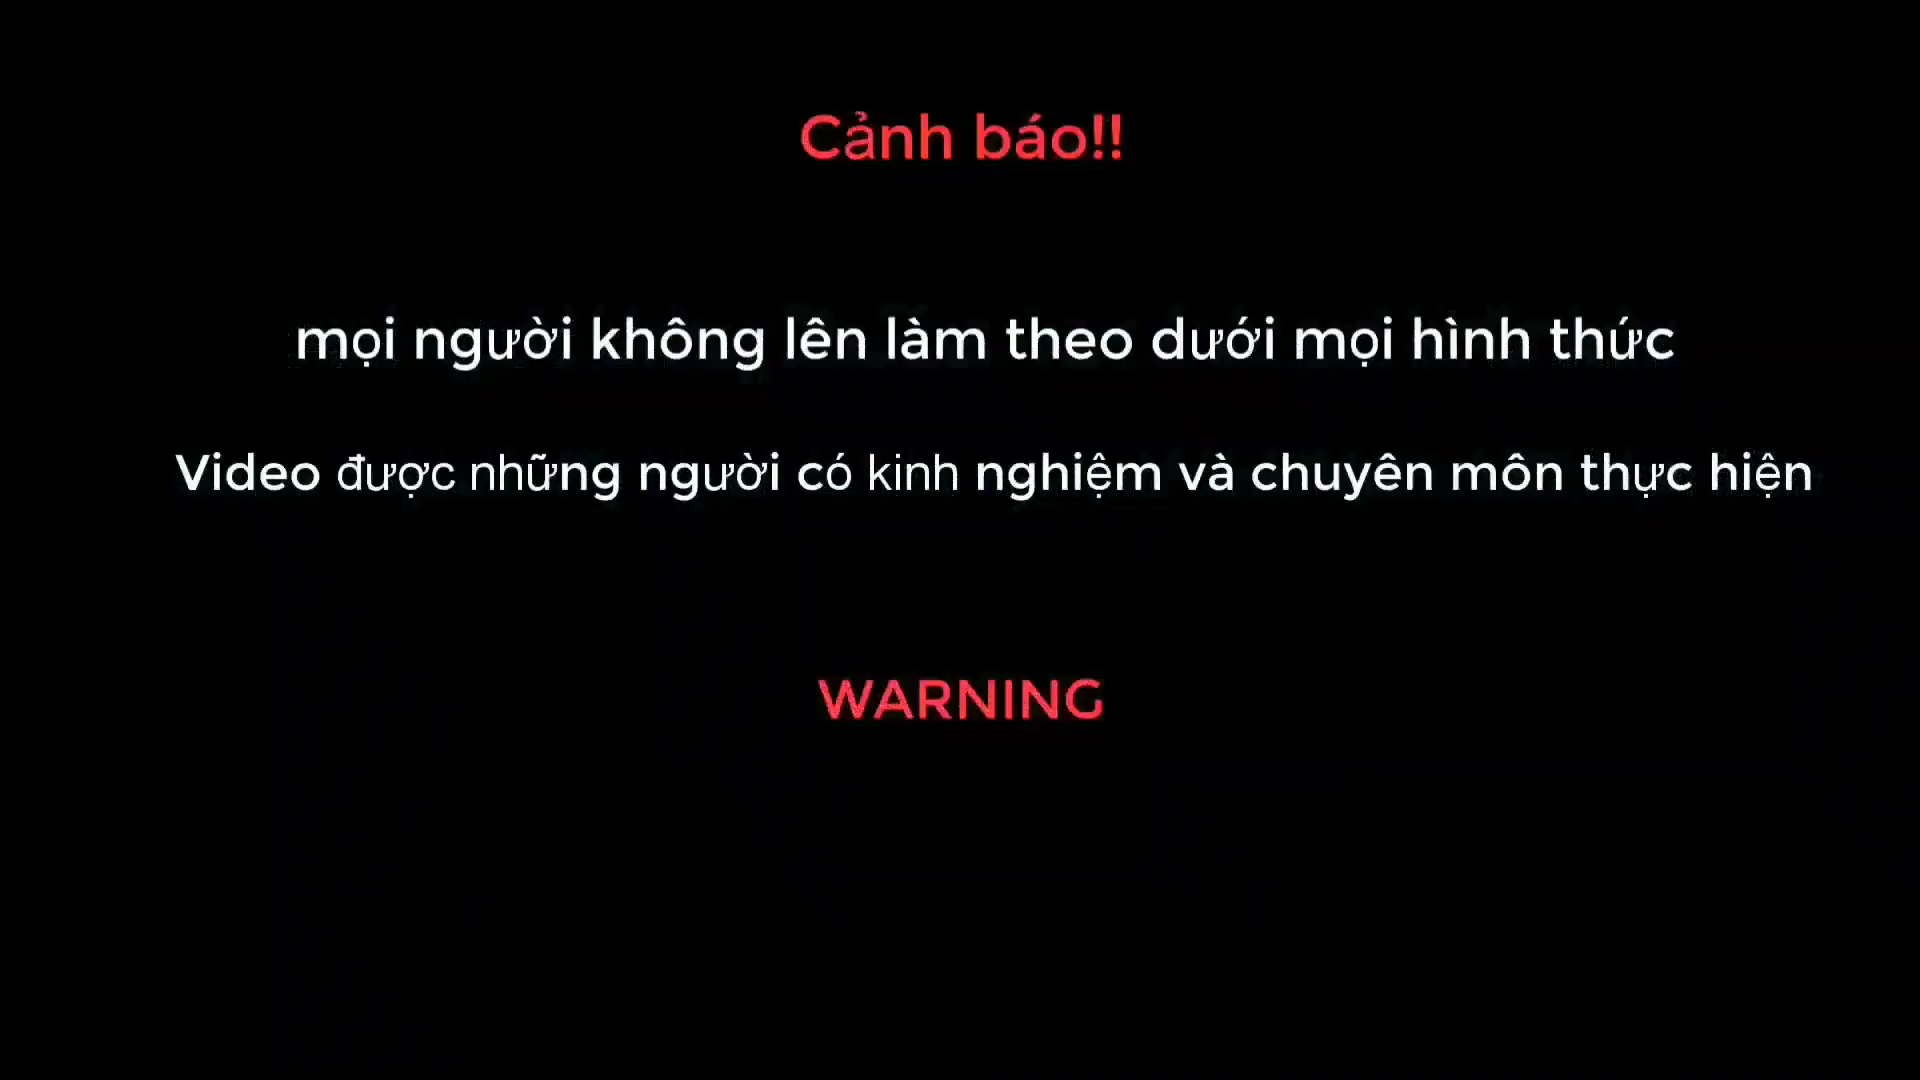 Cảnh báo!!
mọi người không lên làm theo dưới mọi hình thức
Video được những người có kinh nghiệm và chuyên môn thực hiện
WARNING